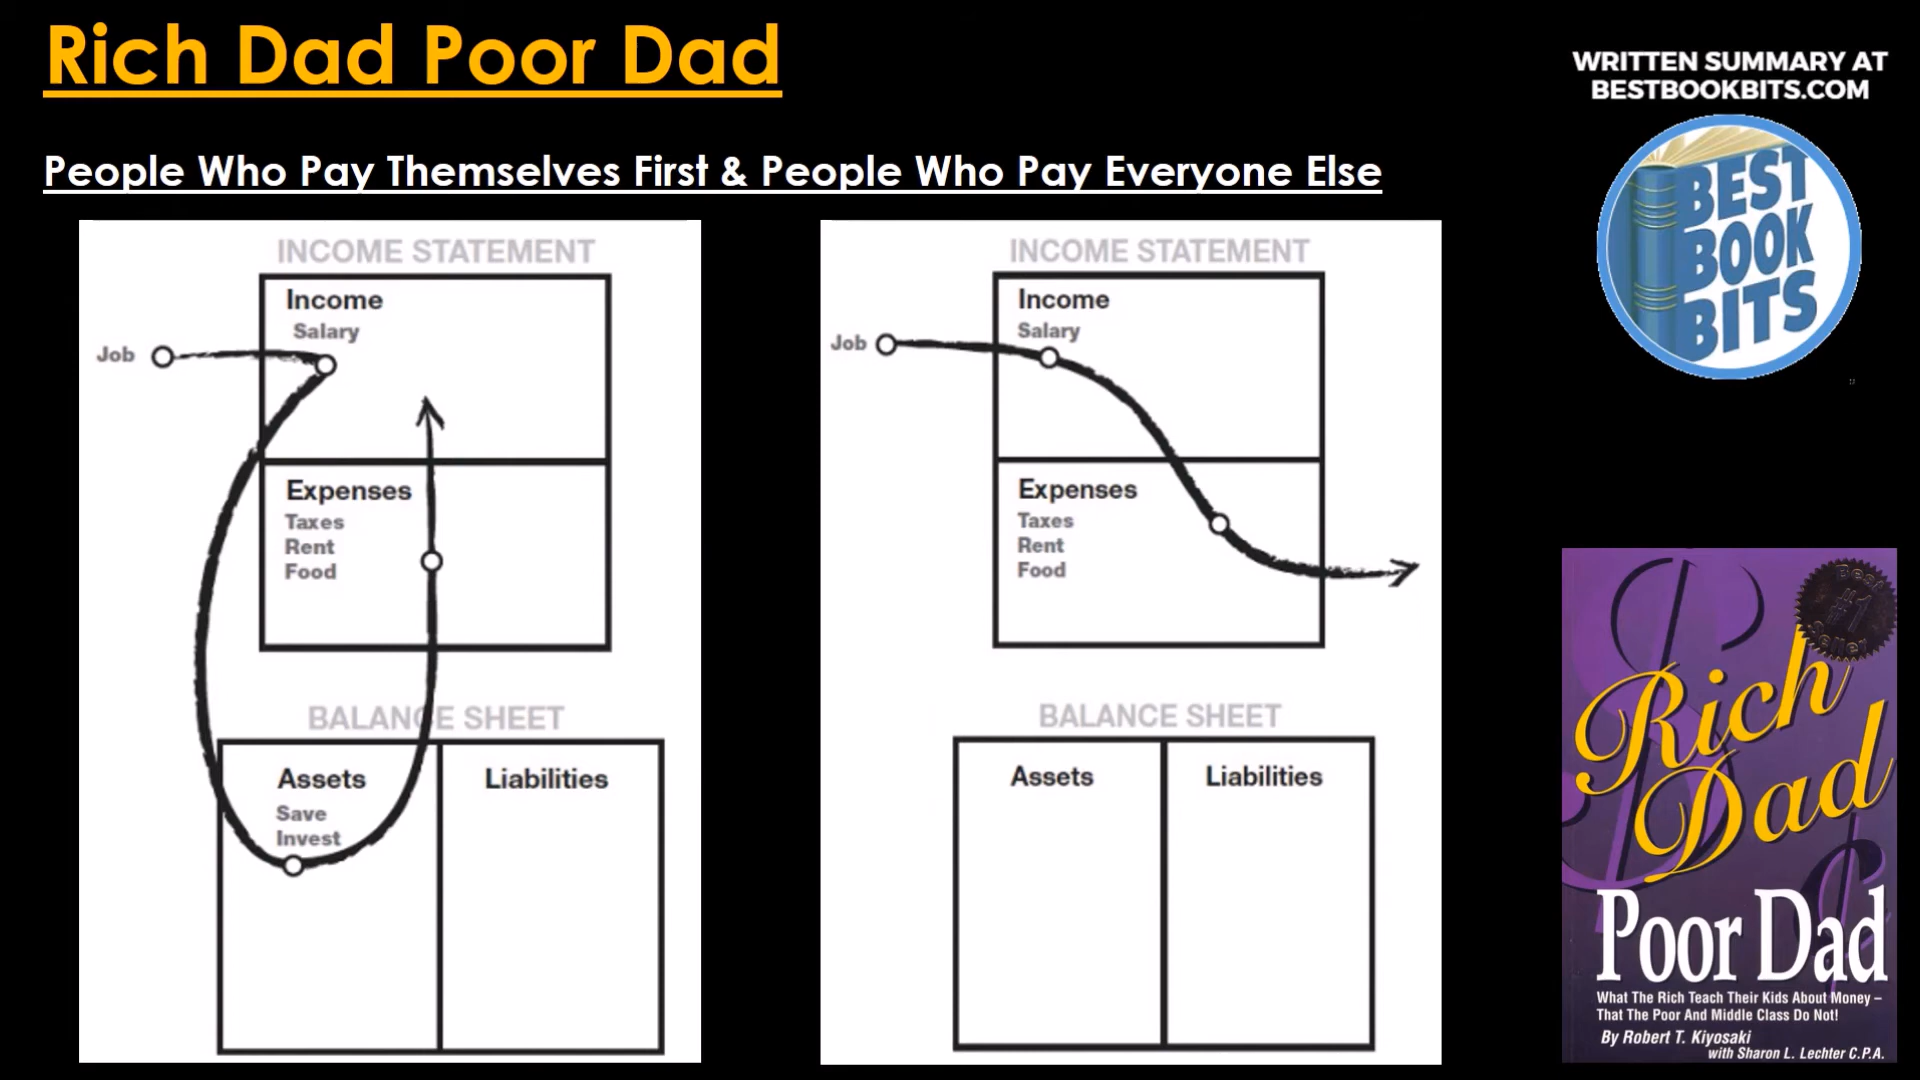 Rich Dad Poor Dad
WRITTEN SUMMARY AT
BESTBOOKBITS.COM
BEST
BOOK
BITS
People Who Pay Themselves First & People Who Pay Everyone Else
INCOME STATEMENT
Income
Salary
Job
Expenses
Taxes
Rent
Food
BALANCE SHEET
Assets
Liabilities
Save
Invest
INCOME STATEMENT
Income
Salary
Job
Expenses
Taxes
Rent
Food
BALANCE SHEET
Assets
Liabilities
Best
#1
Seller
Rich
Dad
Poor Dad
What The Rich Teach Their Kids About Money –
That The Poor And Middle Class Do Not!
By Robert T. Kiyosaki
with Sharon L. Lechter C.P.A.